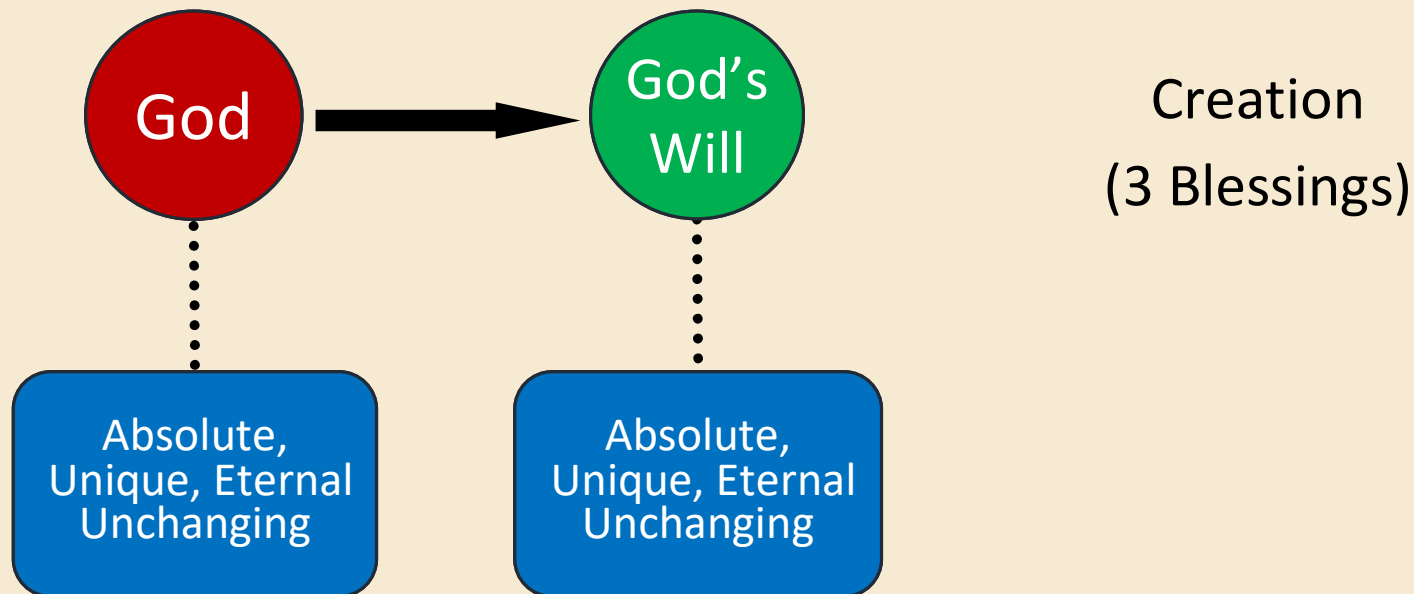 God
God's
Will
Creation
(3 Blessings)
Absolute,
Unique, Eternal
Unchanging
Absolute,
Unique, Eternal
Unchanging